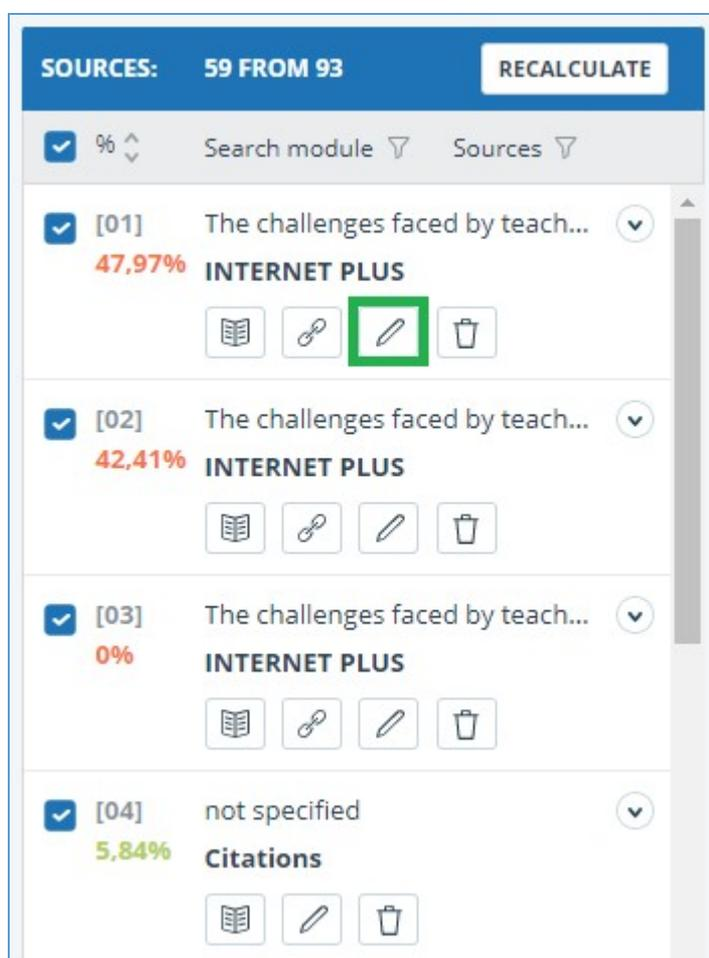 SOURCES: 59 FROM 93 RECALCULATE
% Search module Sources
[01] The challenges faced by teach...
47,97% INTERNET PLUS
[02] The challenges faced by teach...
42,41% INTERNET PLUS
[03] The challenges faced by teach...
0% INTERNET PLUS
[04] not specified
5,84% Citations